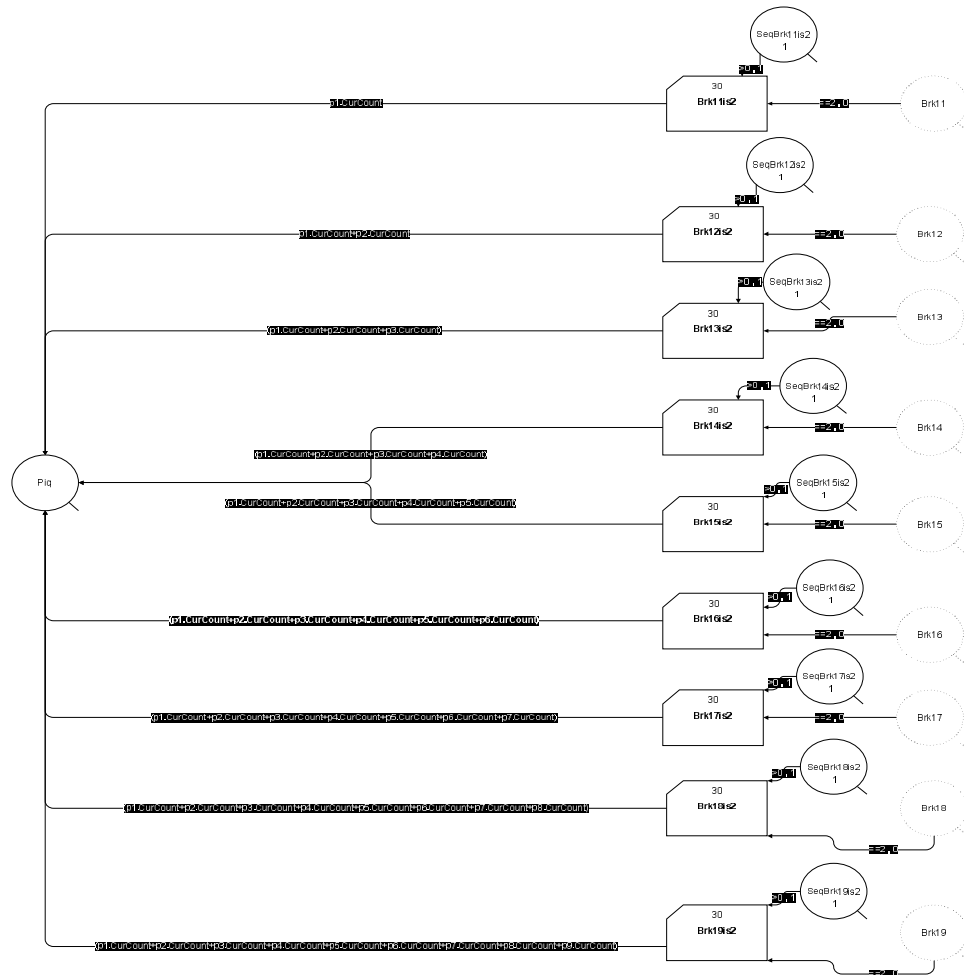 SeqBrk11is2
1
>0,1
30
Brk11is2
p1.CurCount
==2,0
Brk11
SeqBrk12is2
1
>0,1
30
Brk12is2
p1.CurCount+p2.CurCount
==2,0
Brk12
SeqBrk13is2
1
>0,1
30
Brk13is2
(p1.CurCount+p2.CurCount+p3.CurCount)
==2,0
Brk13
SeqBrk14is2
1
>0,1
30
Brk14is2
(p1.CurCount+p2.CurCount+p3.CurCount+p4.CurCount)
==2,0
Brk14
Piq
SeqBrk15is2
1
>0,1
30
Brk15is2
(p1.CurCount+p2.CurCount+p3.CurCount+p4.CurCount+p5.CurCount)
==2,0
Brk15
SeqBrk16is2
1
>0,1
30
Brk16is2
(p1.CurCount+p2.CurCount+p3.CurCount+p4.CurCount+p5.CurCount+p6.CurCount)
==2,0
Brk16
SeqBrk17is2
1
>0,1
30
Brk17is2
(p1.CurCount+p2.CurCount+p3.CurCount+p4.CurCount+p5.CurCount+p6.CurCount+p7.CurCount)
==2,0
Brk17
SeqBrk18is2
1
>0,1
30
Brk18is2
(p1.CurCount+p2.CurCount+p3.CurCount+p4.CurCount+p5.CurCount+p6.CurCount+p7.CurCount+p8.CurCount)
==2,0
Brk18
SeqBrk19is2
1
>0,1
30
Brk19is2
(p1.CurCount+p2.CurCount+p3.CurCount+p4.CurCount+p5.CurCount+p6.CurCount+p7.CurCount+p8.CurCount+p9.CurCount)
==2,0
Brk19